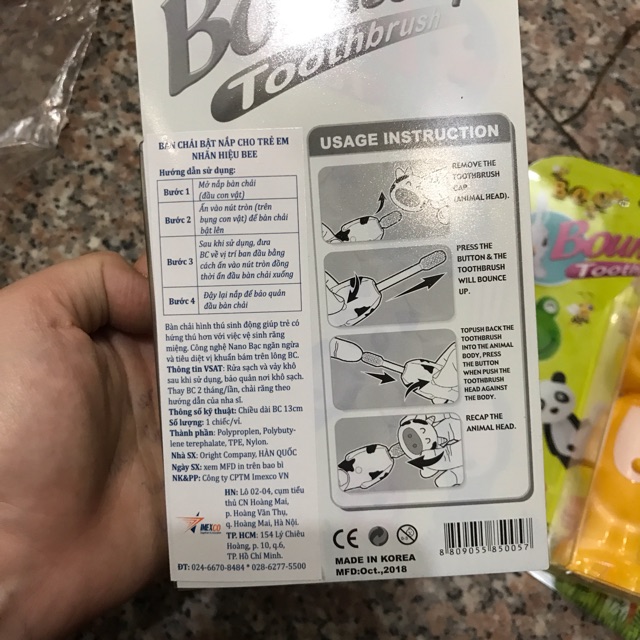 Toothbrush
BÀN CHẢI BẬT NẮP CHO TRẺ EM
NHÃN HIỆU BEE
Hướng dẫn sử dụng:
Bước 1
Mở nắp bàn chải
(đầu con vật)
Bước 2
Ấn vào nút tròn (trên
bụng con vật) để bàn chải
bật lên
Bước 3
Sau khi sử dụng, đưa
BC về vị trí ban đầu bằng
cách ấn vào nút tròn đồng
thời ấn đầu bàn chải xuống
Bước 4
Đậy lại nắp để bảo quản
đầu bàn chải
Bàn chải hình thú sinh động giúp trẻ có
hứng thú hơn với việc vệ sinh răng
miệng. Công nghệ Nano Bạc ngăn ngừa
và tiêu diệt vi khuẩn bám trên lông BC.
Thông tin VSAT: Rửa sạch và vẩy khô
sau khi sử dụng, bảo quản nơi khô sạch.
Thay BC 2 tháng/lần, chải răng theo
hướng dẫn của nha sĩ.
Thông số kỹ thuật: Chiều dài BC 13cm
Số lượng: 1 chiếc/vỉ.
Thành phần: Polyproplen, Polybuty-
lene terephalate, TPE, Nylon.
Nhà SX: Oright Company, HÀN QUỐC
Ngày SX: xem MFD in trên bao bì
NK&PP: Công ty CPTM Imexco VN
HN: Lô 02-04, cụm tiểu
thủ CN Hoàng Mai,
p. Hoàng Văn Thụ,
q. Hoàng Mai, Hà Nội.
TP. HCM: 154 Lý Chiêu
Hoàng, p. 10, q.6,
TP. Hồ Chí Minh.
ĐT: 024-6670-8484 * 028-6277-5500
IMEXCO
USAGE INSTRUCTION
REMOVE THE
TOOTHBRUSH
CAP
(ANIMAL HEAD).
PRESS THE
BUTTON & THE
TOOTHBRUSH
WILL BOUNCE
UP.
TOPUSH BACK THE
TOOTHBRUSH
INTO THE ANIMAL
BODY, PRESS
THE BUTTON
WHEN PUSH THE
TOOTHBRUSH
HEAD AGAINST
THE BODY.
RECAP THE
ANIMAL HEAD.
CE
MADE IN KOREA
MFD:Oct.,2018
8 809055 850057